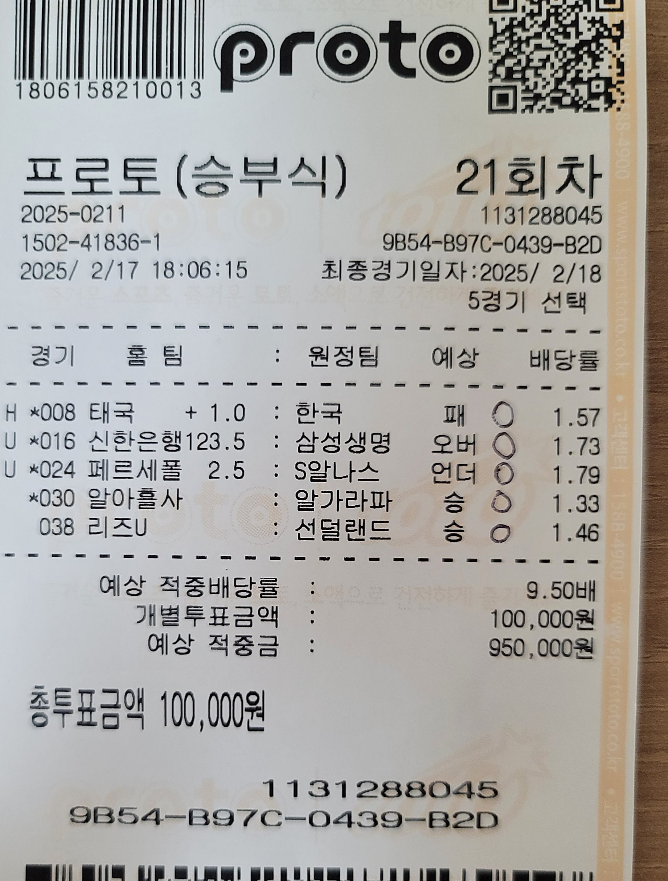 1806158210013
proto
프로토(승부식) 21회차
2025-0211 1131288045
1502-41836-1 9B54-B97C-0439-B2D
2025/ 2/17 18:06:15 최종경기일자:2025/ 2/18
5경기 선택
경기 홈 팀 : 원정팀 예상 배당률
H *008 태국 + 1.0 : 한국 패 1.57
U *016 신한은행123.5 : 삼성생명 오버 1.73
U *024 페르세폴 2.5 : S알나스 언더 1.79
*030 알아흘사 : 알가라파 승 1.33
038 리즈U : 선덜랜드 승 1.46
예상 적중배당률 : 9.50배
개별투표금액 : 100,000원
예상 적중금 : 950,000원
총투표금액 100,000원
1131288045
9B54-B97C-0439-B2D